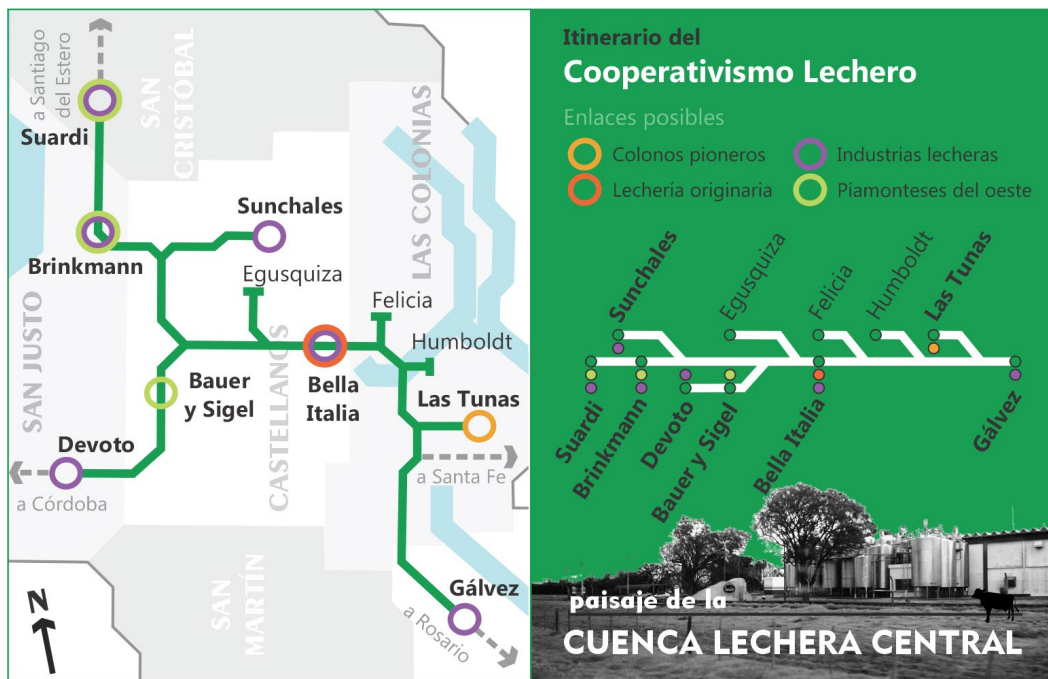 a Santiago
del Estero
SAN
CRISTÓBAL
Suardi
LAS COLONIAS
Sunchales
Brinkmann
Egusquiza
Felicia
SAN JUSTO
Humboldt
Bauer
y Sigel
Bella
Italia
Las Tunas
Devoto
CASTELLANOS
a Santa Fe
a Córdoba
SAN
MARTÍN
Gálvez
a Rosario
N
Itinerario del
Cooperativismo Lechero
Enlaces posibles
Colonos pioneros
Industrias lecheras
Lechería originaria
Piamonteses del oeste
Sunchales
Egusquiza
Felicia
Humboldt
Las Tunas
Suardi
Brinkmann
Devoto
Bauer y Sigel
Bella Italia
Gálvez
paisaje de la
CUENCA LECHERA CENTRAL